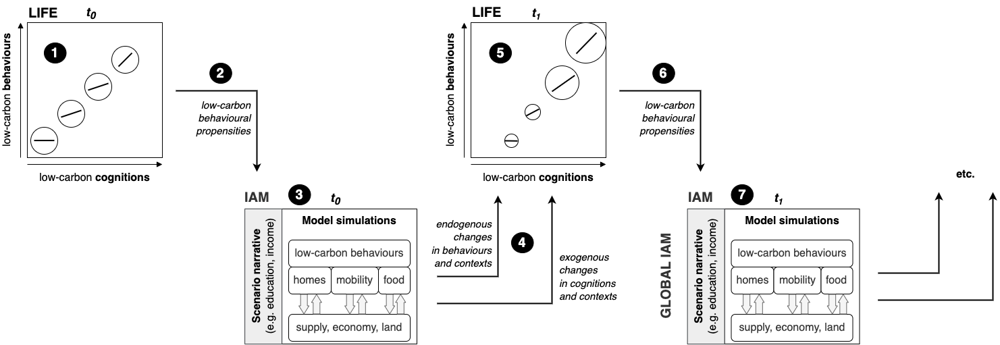 LIFE t0
low-carbon behaviours
1
low-carbon cognitions
2
low-carbon
behavioural
propensities
IAM 3 t0
Scenario narrative
(e.g. education, income)
Model simulations
low-carbon behaviours
homes mobility food
supply, economy, land
endogenous
changes
in behaviours
and contexts
4
exogenous
changes
in cognitions
and contexts
LIFE t1
low-carbon behaviours
5
low-carbon cognitions
6
low-carbon
behavioural
propensities
GLOBAL IAM
IAM 7 t1
Scenario narrative
(e.g. education, income)
Model simulations
low-carbon behaviours
homes mobility food
supply, economy, land
etc.